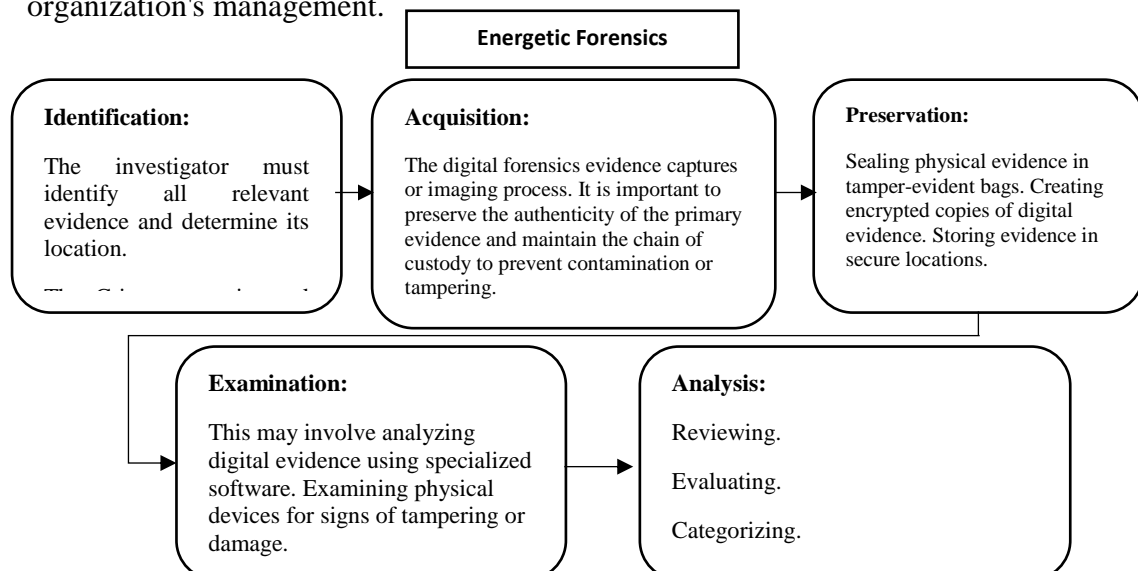 organization's management.
Energetic Forensics
Identification:
The investigator must
identify all relevant
evidence and determine its
location.
Acquisition:
The digital forensics evidence captures
or imaging process. It is important to
preserve the authenticity of the primary
evidence and maintain the chain of
custody to prevent contamination or
tampering.
Preservation:
Sealing physical evidence in
tamper-evident bags. Creating
encrypted copies of digital
evidence. Storing evidence in
secure locations.
Examination:
This may involve analyzing
digital evidence using specialized
software. Examining physical
devices for signs of tampering or
damage.
Analysis:
Reviewing.
Evaluating.
Categorizing.